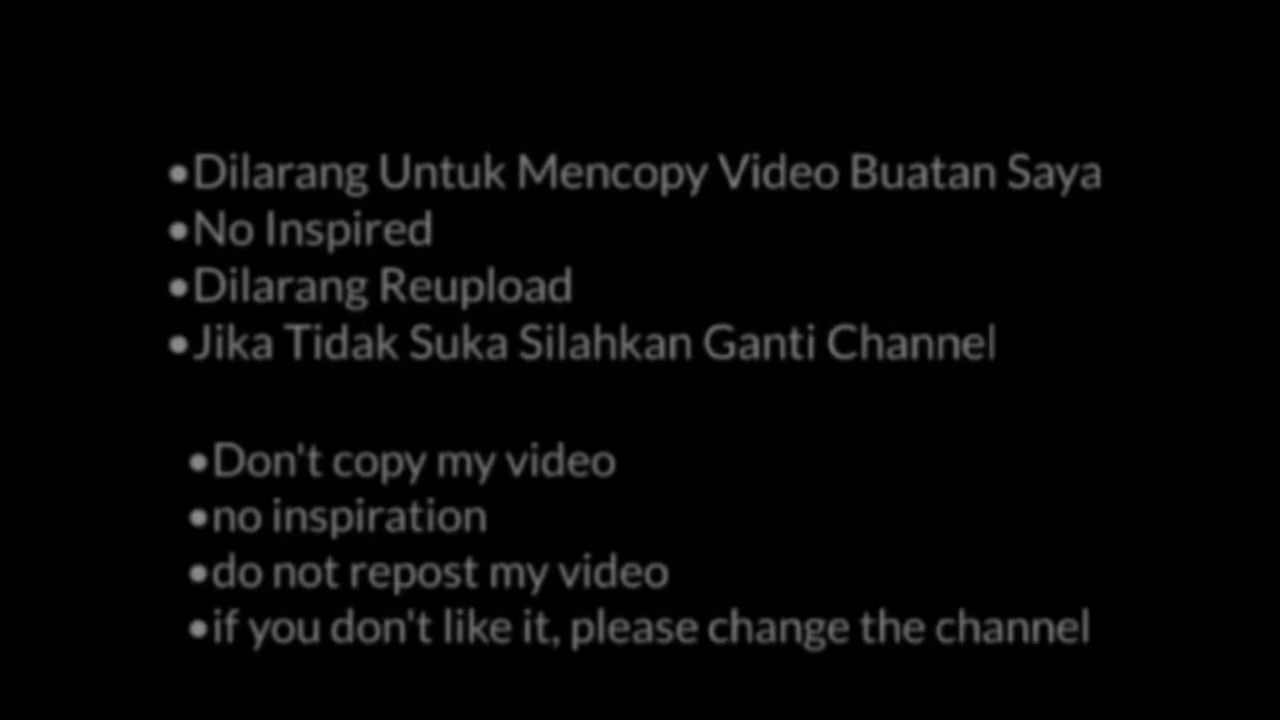 •Dilarang Untuk Mencopy Video Buatan Saya
•No Inspired
•Dilarang Reupload
•Jika Tidak Suka Silahkan Ganti Channel
•Don't copy my video
•no inspiration
•do not repost my video
•if you don't like it, please change the channel